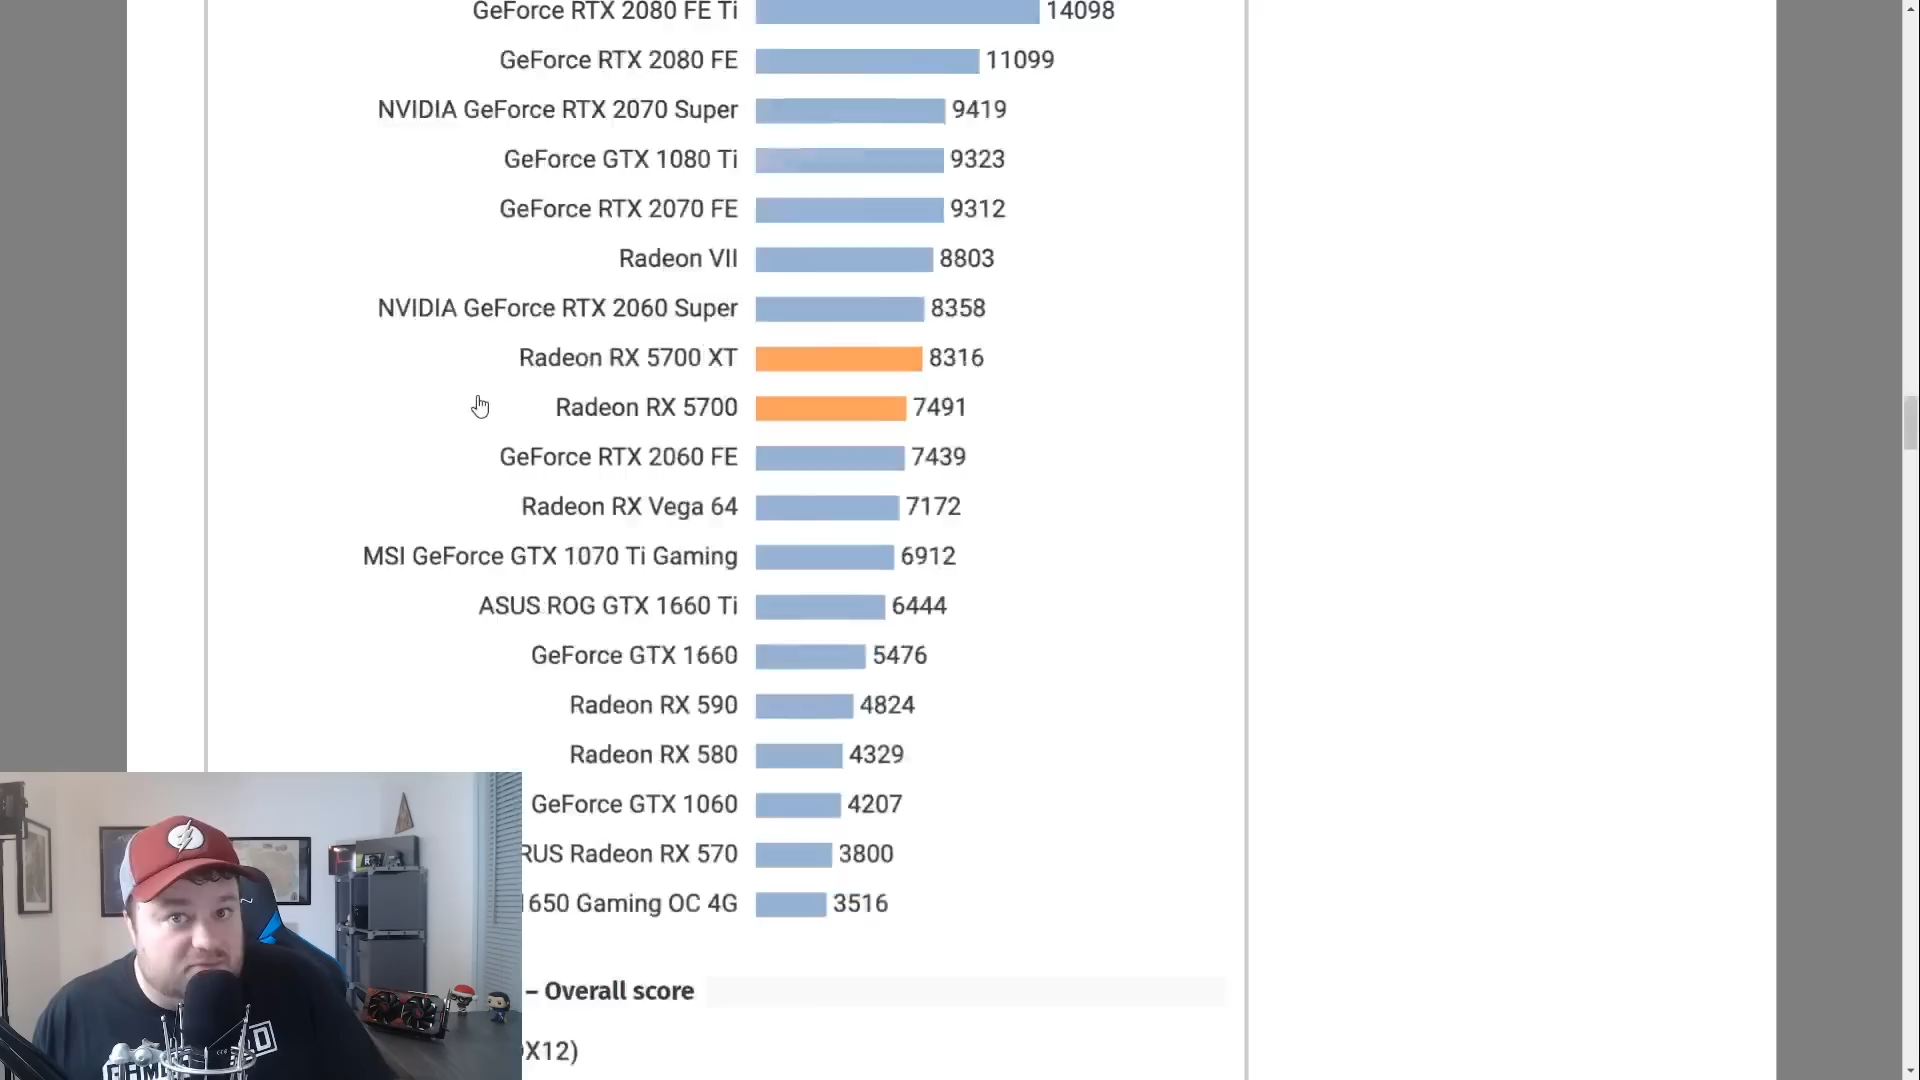 GeForce RTX 2080 FE Ti 14098
GeForce RTX 2080 FE 11099
NVIDIA GeForce RTX 2070 Super 9419
GeForce GTX 1080 Ti 9323
GeForce RTX 2070 FE 9312
Radeon VII 8803
NVIDIA GeForce RTX 2060 Super 8358
Radeon RX 5700 XT 8316
Radeon RX 5700 7491
GeForce RTX 2060 FE 7439
Radeon RX Vega 64 7172
MSI GeForce GTX 1070 Ti Gaming 6912
ASUS ROG GTX 1660 Ti 6444
GeForce GTX 1660 5476
Radeon RX 590 4824
Radeon RX 580 4329
GeForce GTX 1060 4207
RUS Radeon RX 570 3800
1650 Gaming OC 4G 3516
– Overall score
X12)